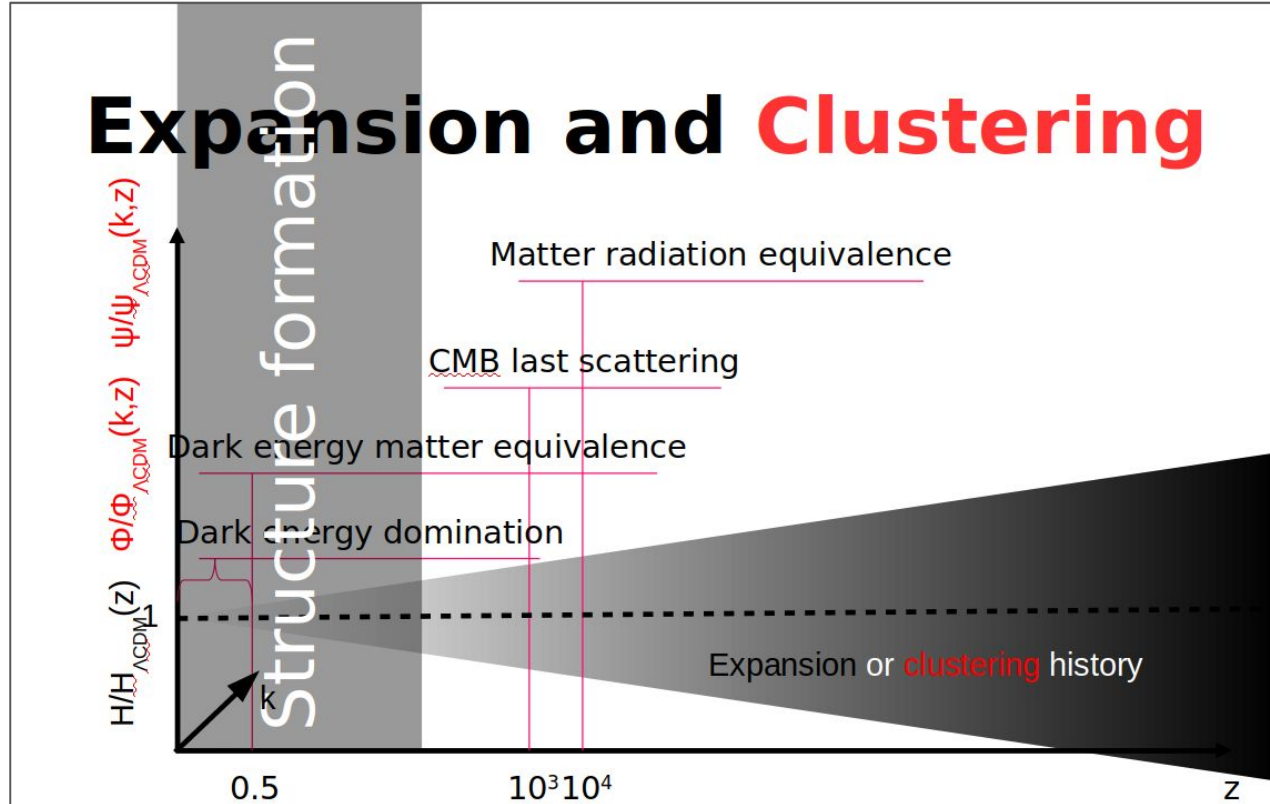 Expansion and Clustering
Structure formation
Matter radiation equivalence
CMB last scattering
Dark energy matter equivalence
Dark energy domination
H/H_ΛCDM(z) Φ/Φ_ΛCDM(k,z) ψ/ψ_ΛCDM(k,z)
1
k
Expansion or clustering history
0.5 10³10⁴ z